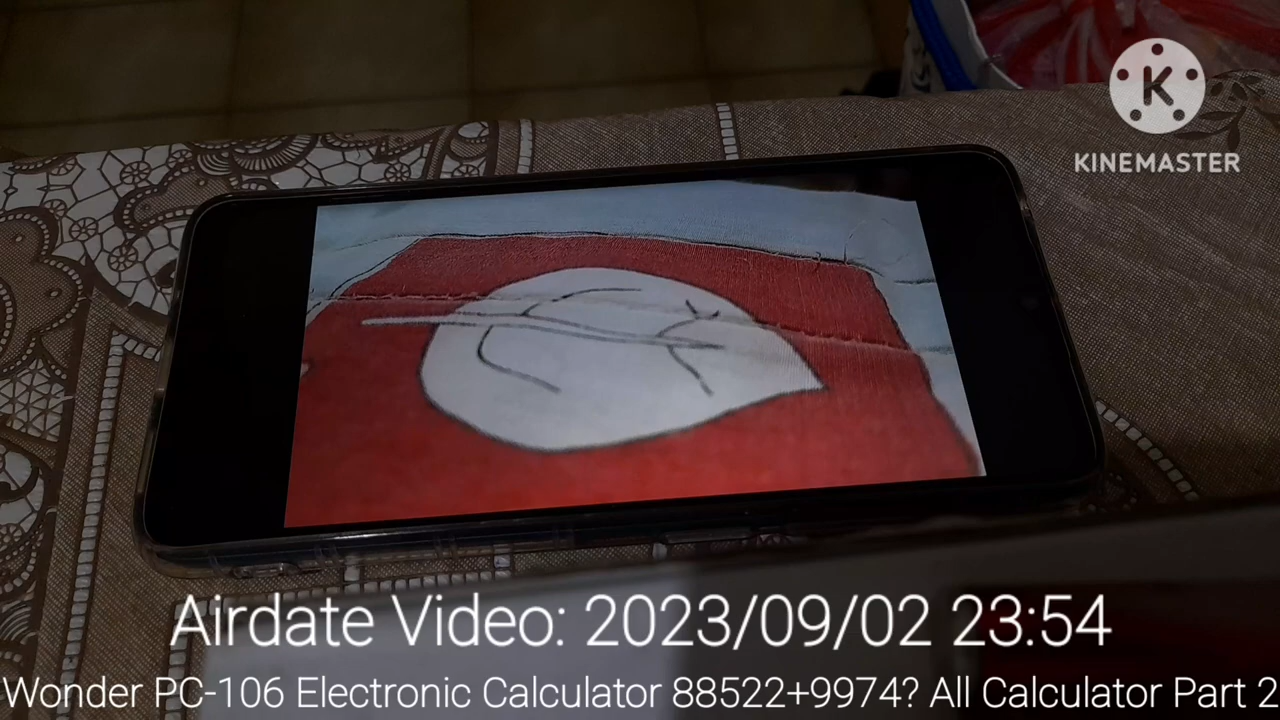 KINEMASTER
Airdate Video: 2023/09/02 23:54
Wonder PC-106 Electronic Calculator 88522+9974? All Calculator Part 2